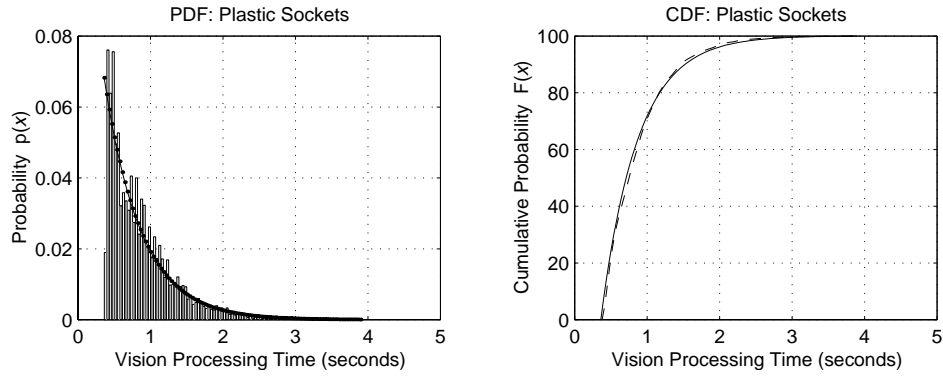 PDF: Plastic Sockets
Probability p(x)
0.08
0.06
0.04
0.02
0
0 1 2 3 4 5
Vision Processing Time (seconds)
CDF: Plastic Sockets
Cumulative Probability F(x)
100
80
60
40
20
0
0 1 2 3 4 5
Vision Processing Time (seconds)